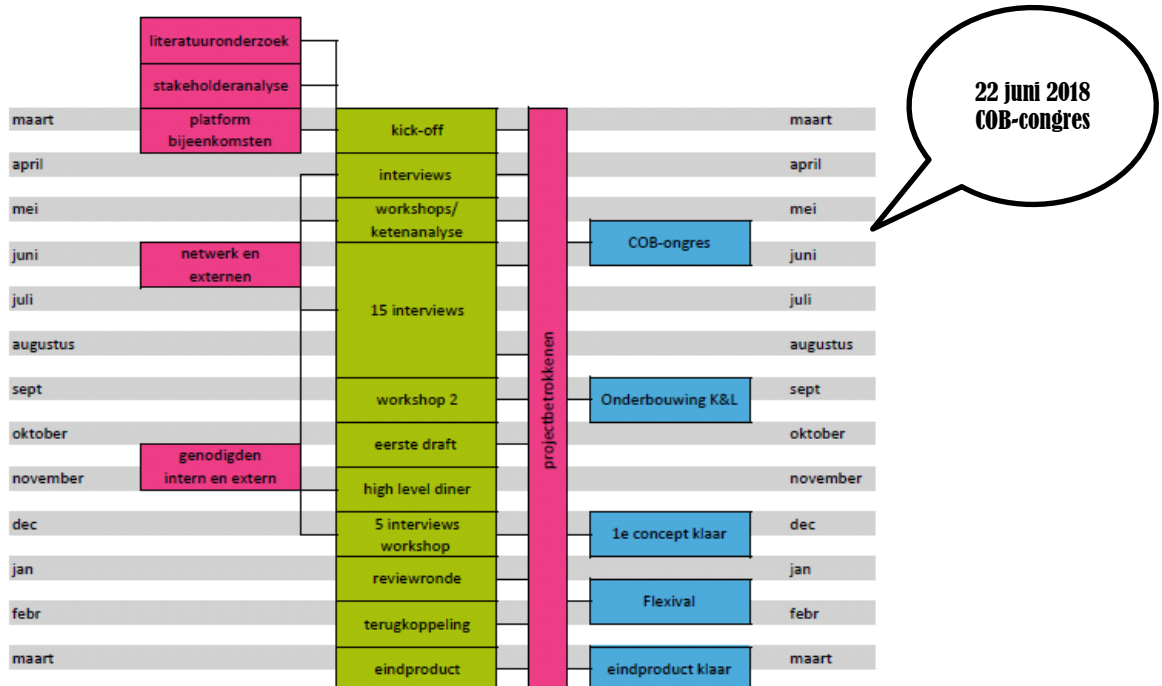 literatuuronderzoek
stakeholderanalyse
platform
bijeenkomsten
netwerk en
externen
genodigden
intern en extern
maart
april
mei
juni
juli
augustus
sept
oktober
november
dec
jan
febr
maart
kick-off
interviews
workshops/
ketenanalyse
15 interviews
workshop 2
eerste draft
high level diner
5 interviews
workshop
reviewronde
terugkoppeling
eindproduct
projectbetrokkenen
COB-ongres
Onderbouwing K&L
1e concept klaar
Flexival
eindproduct klaar
maart
april
mei
juni
juli
augustus
sept
oktober
november
dec
jan
febr
maart
22 juni 2018
COB-congres